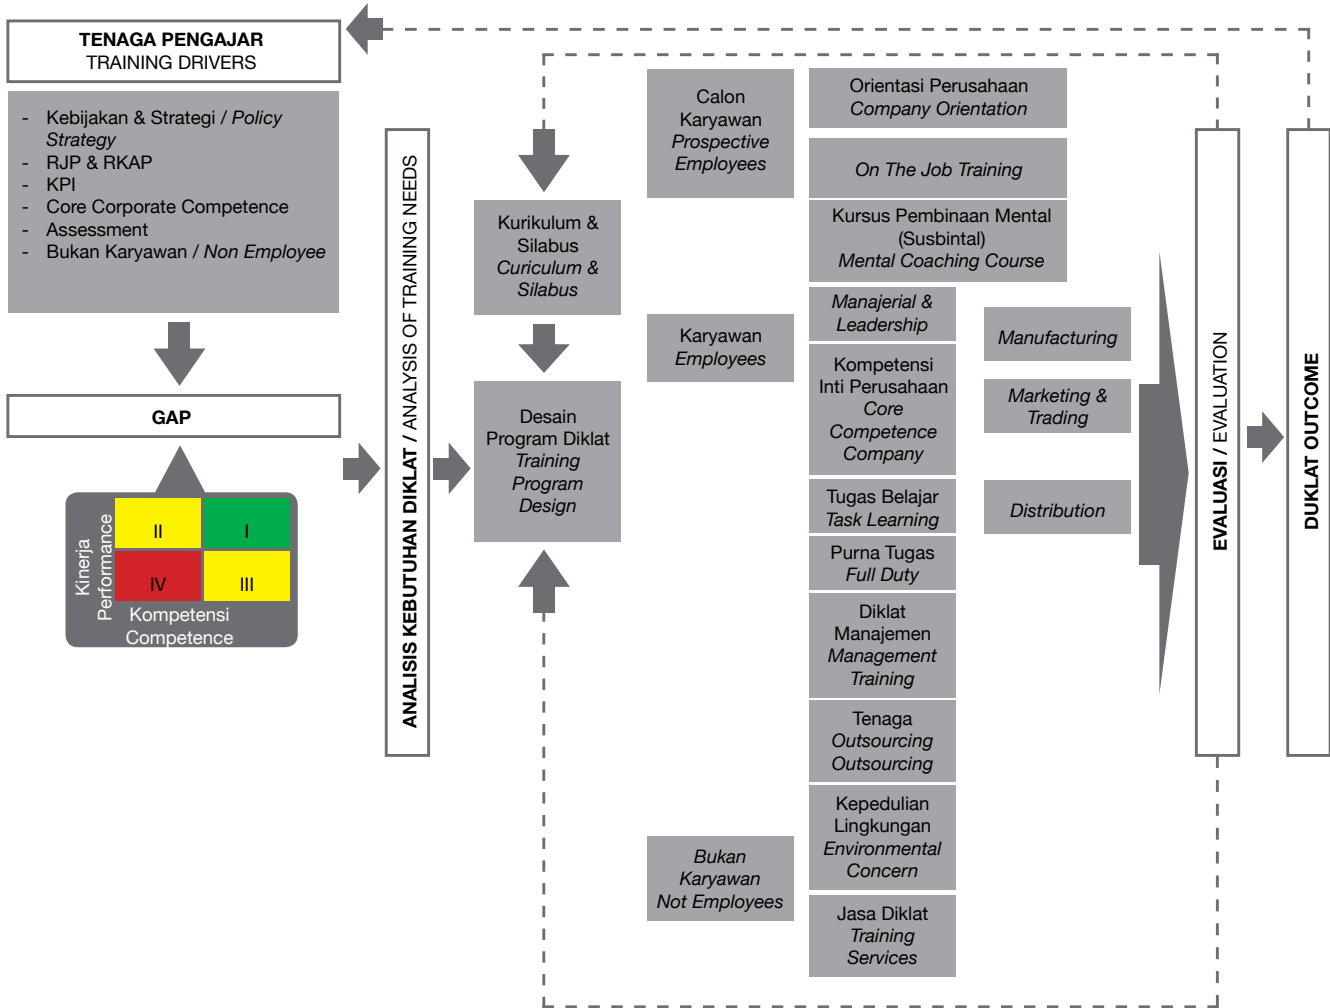 TENAGA PENGAJAR
TRAINING DRIVERS
- Kebijakan & Strategi / Policy
Strategy
- RJP & RKAP
- KPI
- Core Corporate Competence
- Assessment
- Bukan Karyawan / Non Employee
GAP
Kinerja
Performance
II
I
IV
III
Kompetensi
Competence
ANALISIS KEBUTUHAN DIKLAT / ANALYSIS OF TRAINING NEEDS
Kurikulum &
Silabus
Curiculum &
Silabus
Desain
Program Diklat
Training
Program
Design
Calon
Karyawan
Prospective
Employees
Orientasi Perusahaan
Company Orientation
On The Job Training
Kursus Pembinaan Mental
(Susbintal)
Mental Coaching Course
Karyawan
Employees
Manajerial &
Leadership
Kompetensi
Inti Perusahaan
Core
Competence
Company
Tugas Belajar
Task Learning
Purna Tugas
Full Duty
Diklat
Manajemen
Management
Training
Tenaga
Outsourcing
Outsourcing
Bukan
Karyawan
Not Employees
Kepedulian
Lingkungan
Environmental
Concern
Jasa Diklat
Training
Services
Manufacturing
Marketing &
Trading
Distribution
EVALUASI / EVALUATION
DUKLAT OUTCOME